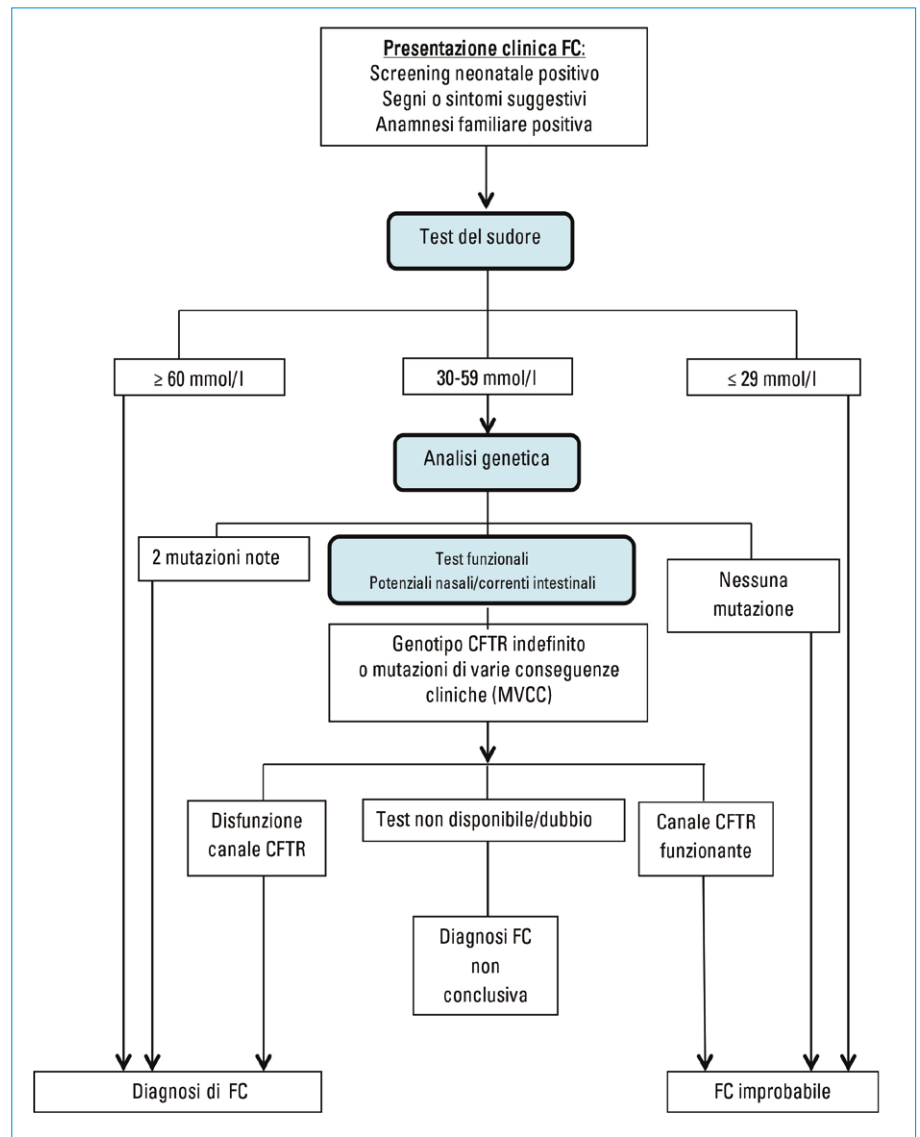 Presentazione clinica FC:
Screening neonatale positivo
Segni o sintomi suggestivi
Anamnesi familiare positiva
Test del sudore
≥ 60 mmol/l
30-59 mmol/l
≤ 29 mmol/l
Analisi genetica
2 mutazioni note
Test funzionali
Potenziali nasali/correnti intestinali
Nessuna
mutazione
Genotipo CFTR indefinito
o mutazioni di varie conseguenze
cliniche (MVCC)
Disfunzione
canale CFTR
Test non disponibile/dubbio
Canale CFTR
funzionante
Diagnosi FC
non
conclusiva
Diagnosi di FC
FC improbabile